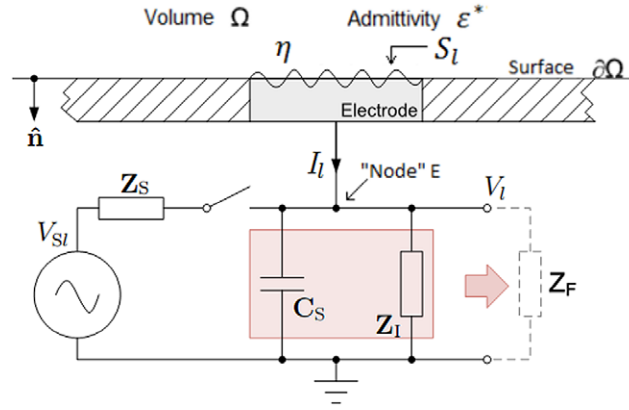 Volume Ω Admittivity ε*
η S_l
Surface ∂Ω
Electrode
n̂
I_l "Node" E
Z_S V_l
V_Sl
C_S Z_I Z_F